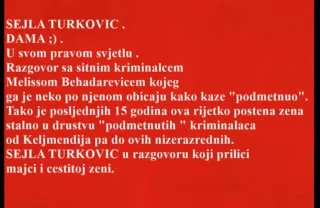 SEJLA TURKOVIC .
DAMA ;) .
U svom pravom svjetlu .
Razgovor sa sitnim kriminalcem
Melissom Behadarevicem kojeg
ga je neko po njenom obicaju kako kaze "podmetnuo".
Tako je posljednjih 15 godina ova rijetko postena zena
stalno u drustvu "podmetnutih " kriminalaca
od Keljmendija pa do ovih nizerazrednih.
SEJLA TURKOVIC u razgovoru koji prilici
majci i cestitoj zeni.